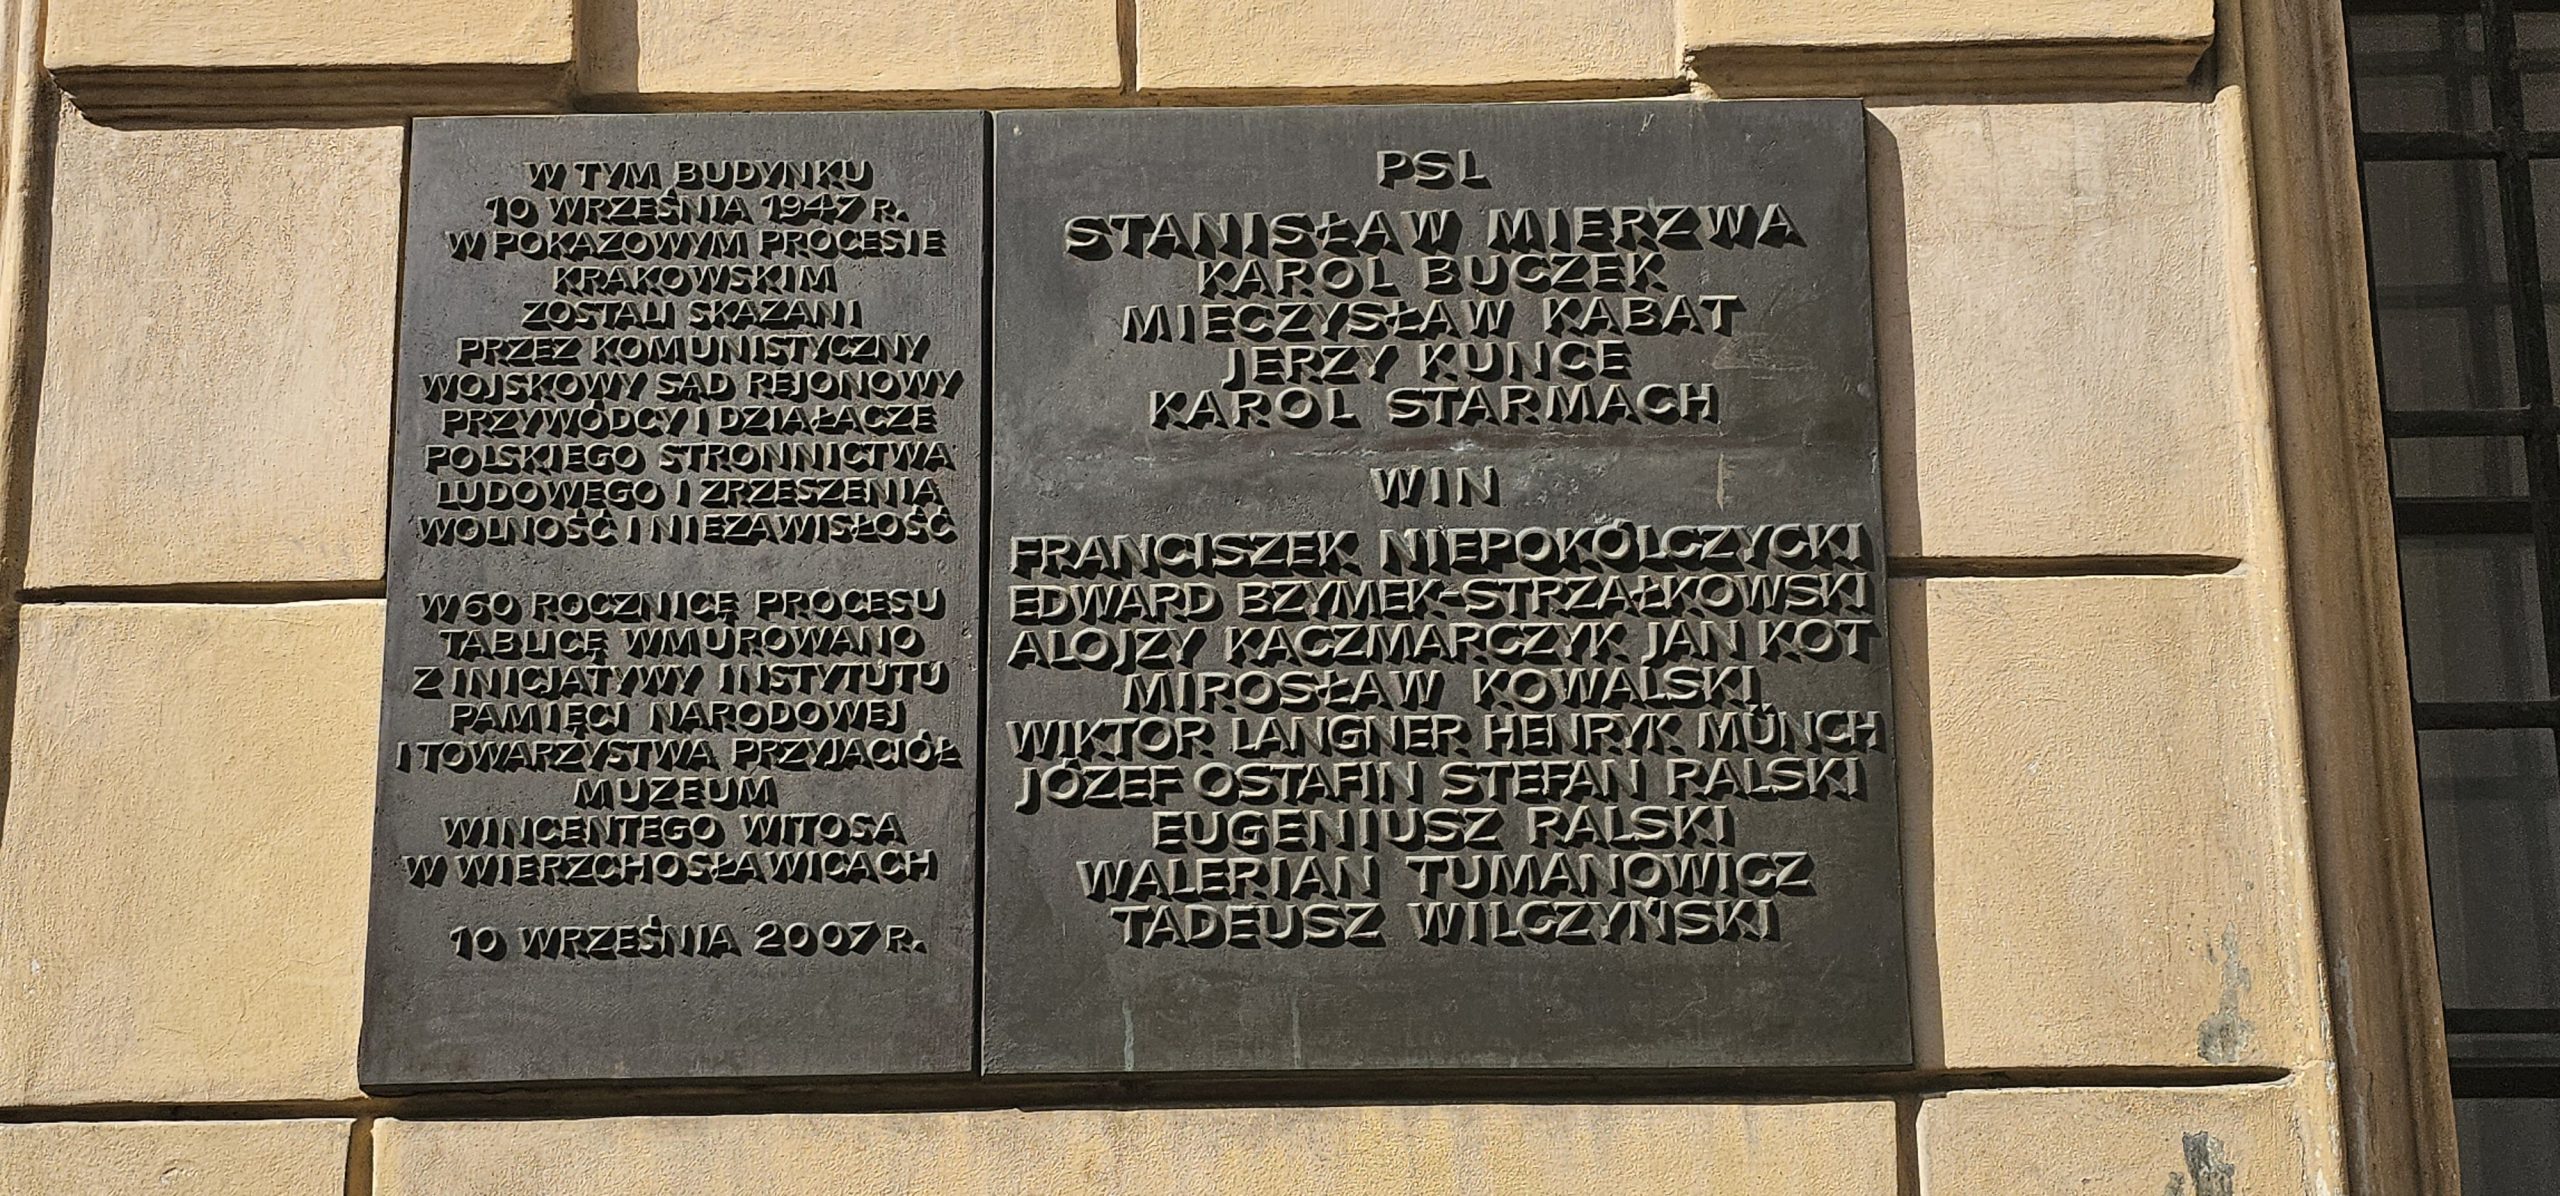 W TYM BUDYNKU
10 WRZEŚNIA 1947 R.
W POKAZOWYM PROCESIE
KRAKOWSKIM
ZOSTALI SKAZANI
PRZEZ KOMUNISTYCZNY
WOJSKOWY SĄD REJONOWY
PRZYWÓDCY I DZIAŁACZE
POLSKIEGO STRONNICTWA
LUDOWEGO I ZRZESZENIA
WOLNOŚĆ I NIEZAWISŁOŚĆ
W 60 ROCZNICĘ PROCESU
TABLICĘ WMUROWANO
Z INICJATYWY INSTYTUTU
PAMIĘCI NARODOWEJ
I TOWARZYSTWA PRZYJACIÓŁ
MUZEUM
WINCENTEGO WITOSA
W WIERZCHOSŁAWICACH
10 WRZEŚNIA 2007 R.
PSL
STANISŁAW MIERZWA
KAROL BUCZEK
MIECZYSŁAW KABAT
JERZY KUNCE
KAROL STARMACH
WIN
FRANCISZEK NIEPOKÓLCZYCKI
EDWARD BZYMEK-STRZAŁKOWSKI
ALOJZY KACZMARCZYK JAN KOT
MIROSŁAW KOWALSKI
WIKTOR LANGNER HENRYK MÜNCH
JÓZEF OSTAFIN STEFAN RALSKI
EUGENIUSZ RALSKI
WALERIAN TUMANOWICZ
TADEUSZ WILCZYŃSKI